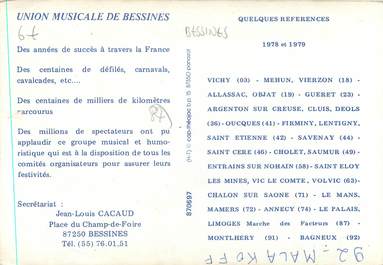 UNION MUSICALE DE BESSINES
67
Des années de succès à travers la France
Des centaines de défilés, carnavals,
cavalcades, etc....
Des centaines de milliers de kilomètres
parcourus
Des millions de spectateurs ont pu
applaudir ce groupe musical et humo-
ristique qui est à la disposition de tous les
comités organisateurs pour assurer leurs
festivités.
Secrétariat :
Jean-Louis CACAUD
Place du Champ-de-Foire
87250 BESSINES
Tél. (55) 76.01.51
BESSINES
(87)
870697
QUELQUES REFERENCES
1978 et 1979
VICHY (03) - MEHUN, VIERZON (18) -
ALLASSAC, OBJAT (19) - GUERET (23) -
ARGENTON SUR CREUSE, CLUIS, DEOLS
(36) - OUCQUES (41) - FIRMINY, LENTIGNY,
SAINT ETIENNE (42) - SAVENAY (44) -
SAINT CERE (46) - CHOLET, SAUMUR (49) -
ENTRAINS SUR NOHAIN (58) - SAINT ELOY
LES MINES, VIC LE COMTE, VOLVIC (63) -
CHALON SUR SAONE (71) - LE MANS,
MAMERS (72) - ANNECY (74) - LE PALAIS,
LIMOGES Marche des Facteurs (87) -
MONTLHERY (91) - BAGNEUX (92)
92-MALAKOFF